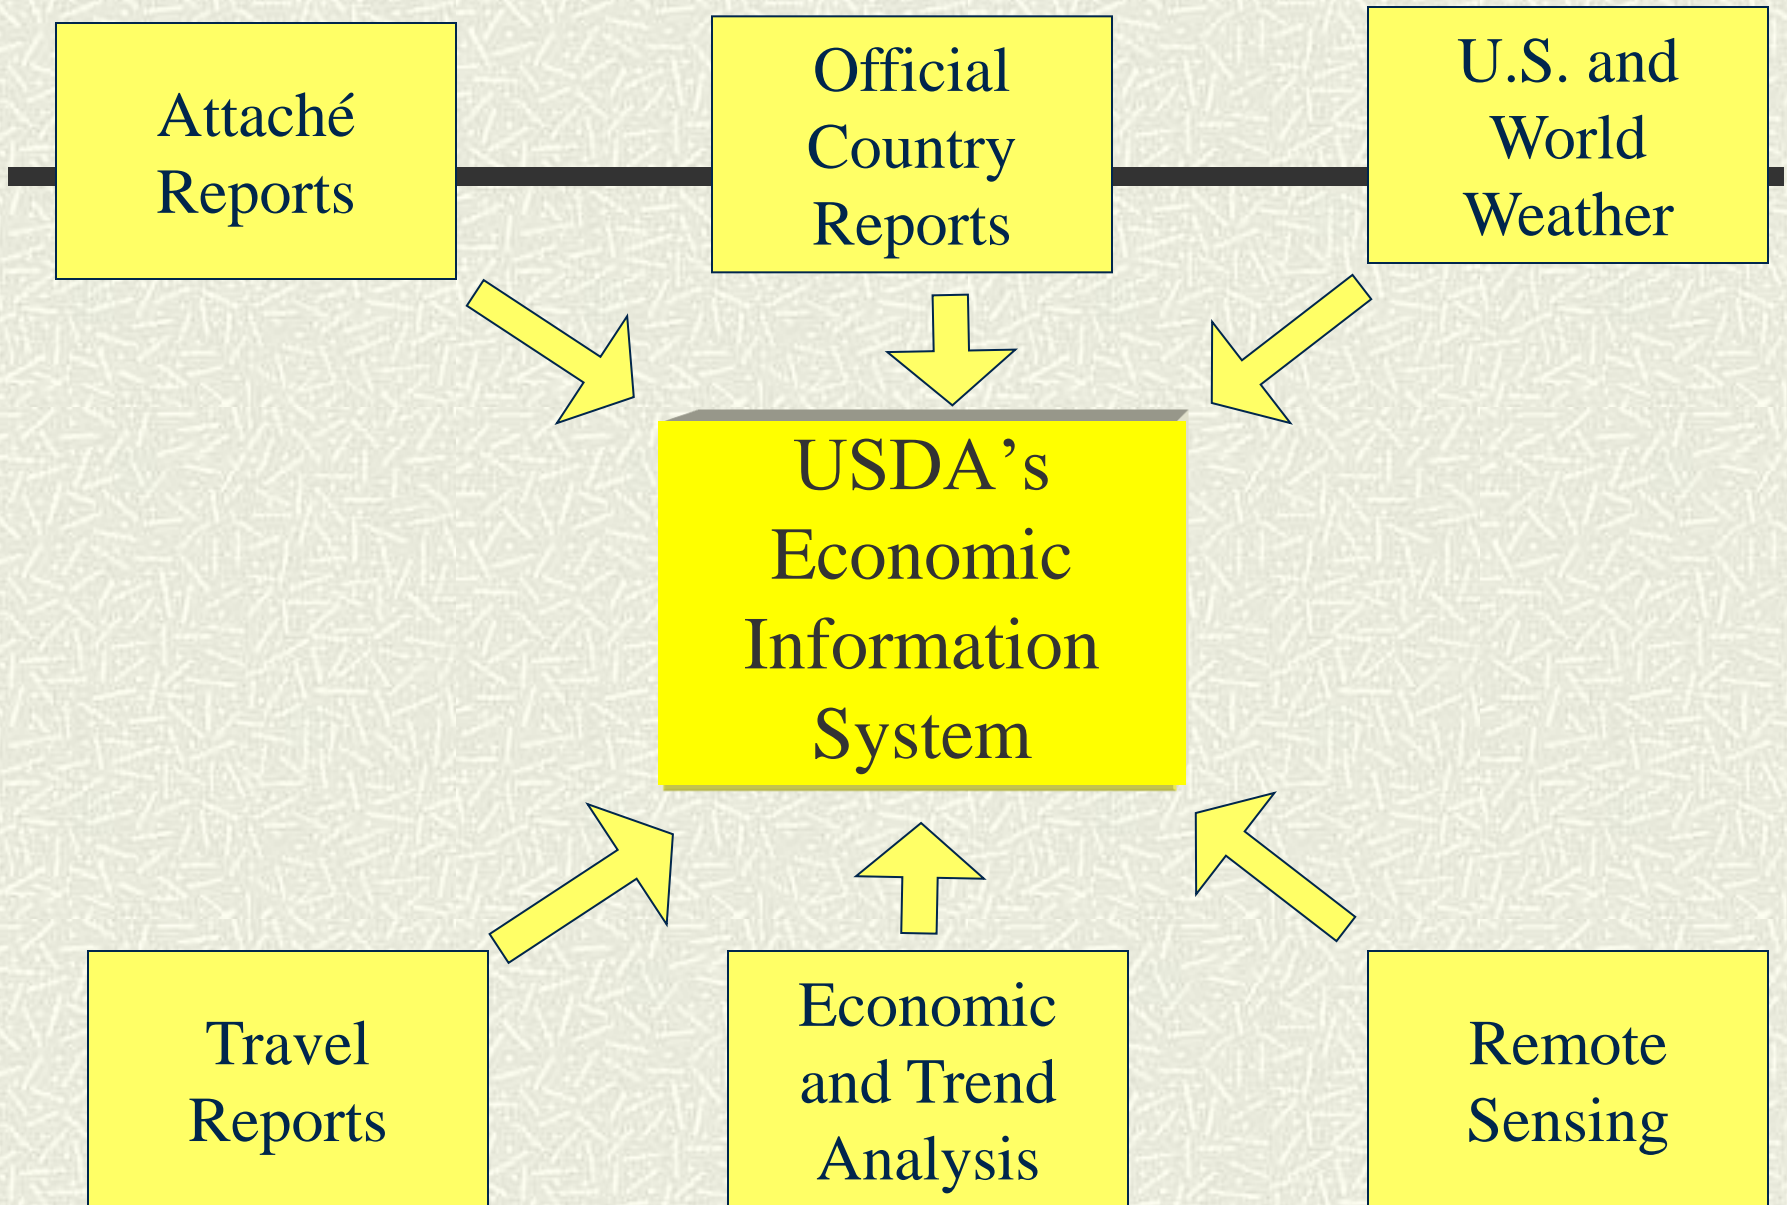 Attaché
Reports
Official
Country
Reports
U.S. and
World
Weather
USDA’s
Economic
Information
System
Travel
Reports
Economic
and Trend
Analysis
Remote
Sensing